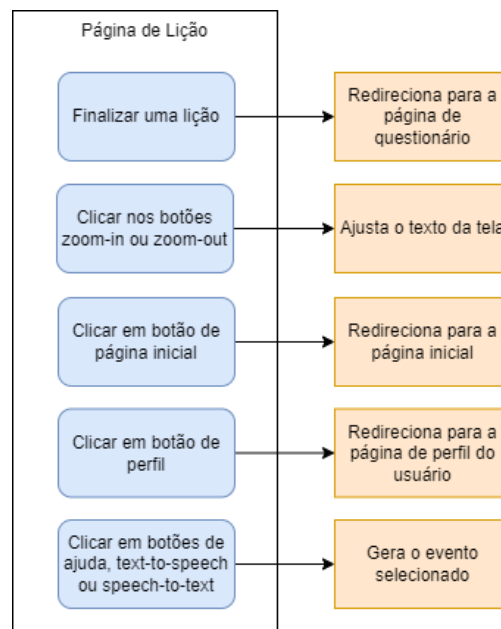 Página de Lição
Finalizar uma lição
Redireciona para a
página de
questionário
Clicar nos botões
zoom-in ou zoom-out
Ajusta o texto da tela
Clicar em botão de
página inicial
Redireciona para a
página inicial
Clicar em botão de
perfil
Redireciona para a
página de perfil do
usuário
Clicar em botões de
ajuda, text-to-speech
ou speech-to-text
Gera o evento
selecionado